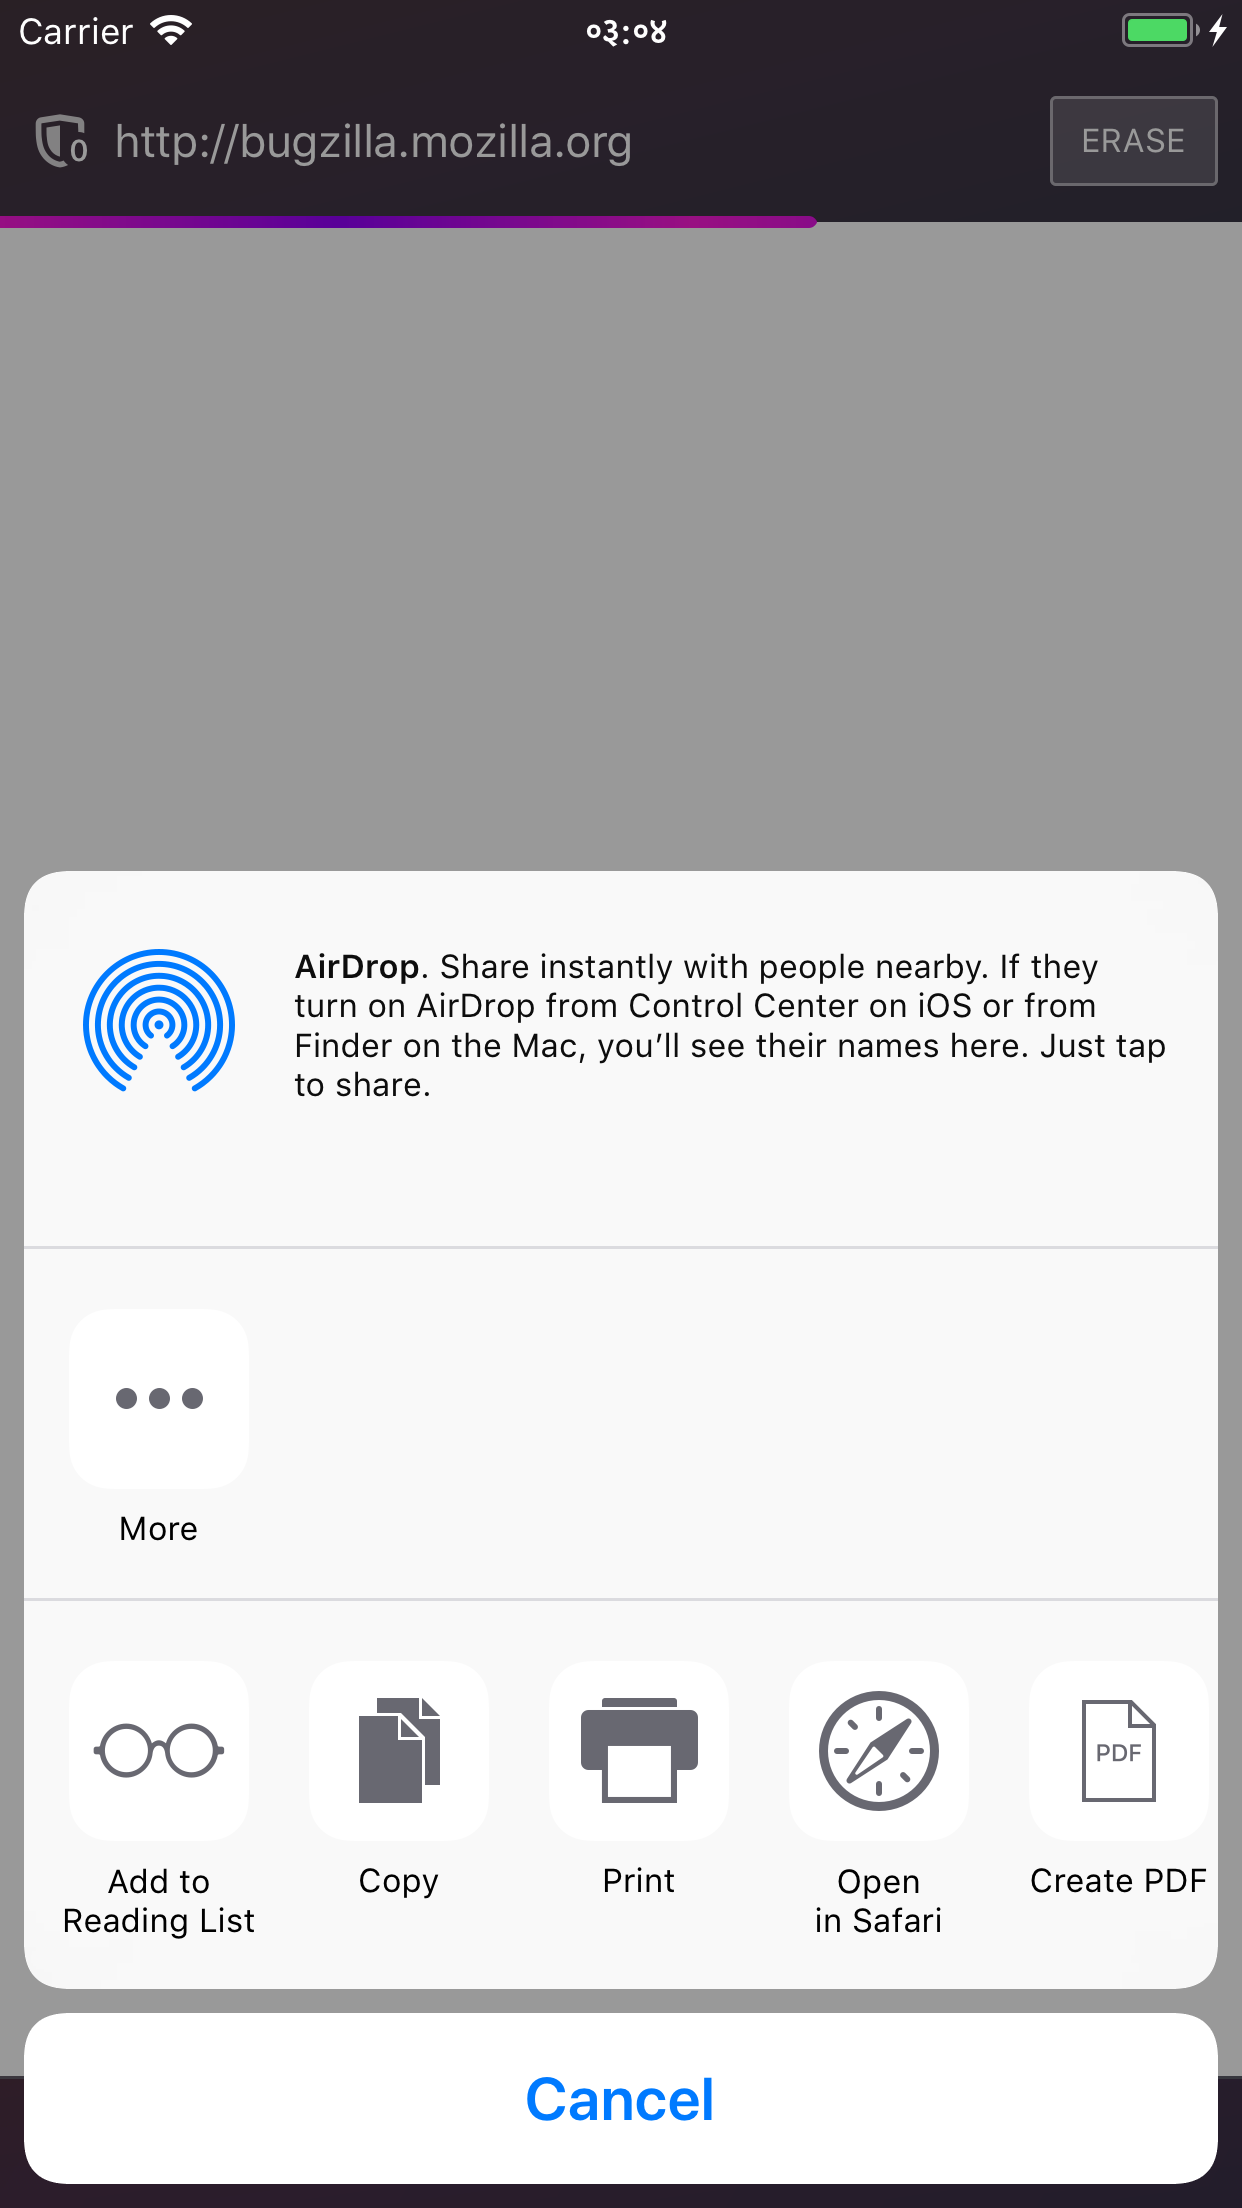 Carrier
০৩:০৪
0
http://bugzilla.mozilla.org
ERASE
AirDrop. Share instantly with people nearby. If they
turn on AirDrop from Control Center on iOS or from
Finder on the Mac, you’ll see their names here. Just tap
to share.
More
PDF
Add to
Reading List
Copy
Print
Open
in Safari
Create PDF
Cancel